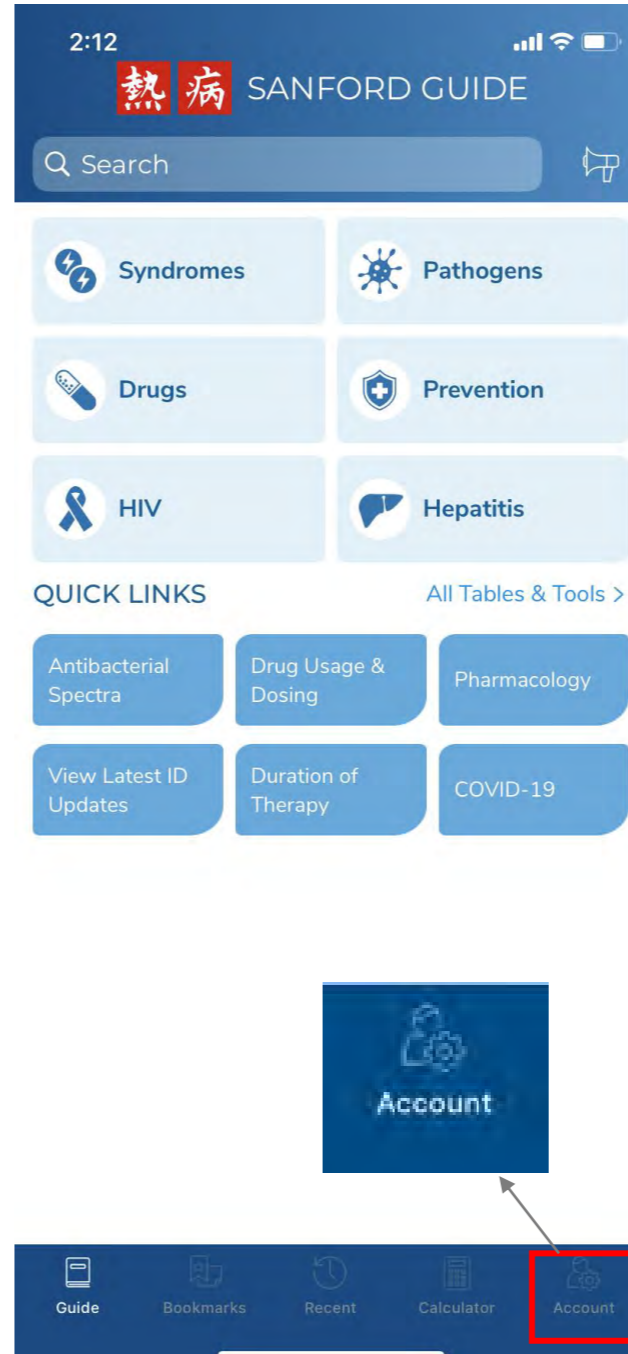 2:12
熱病 SANFORD GUIDE
Search
Syndromes
Pathogens
Drugs
Prevention
HIV
Hepatitis
QUICK LINKS
All Tables & Tools >
Antibacterial
Spectra
Drug Usage &
Dosing
Pharmacology
View Latest ID
Updates
Duration of
Therapy
COVID-19
Account
Guide
Bookmarks
Recent
Calculator
Account